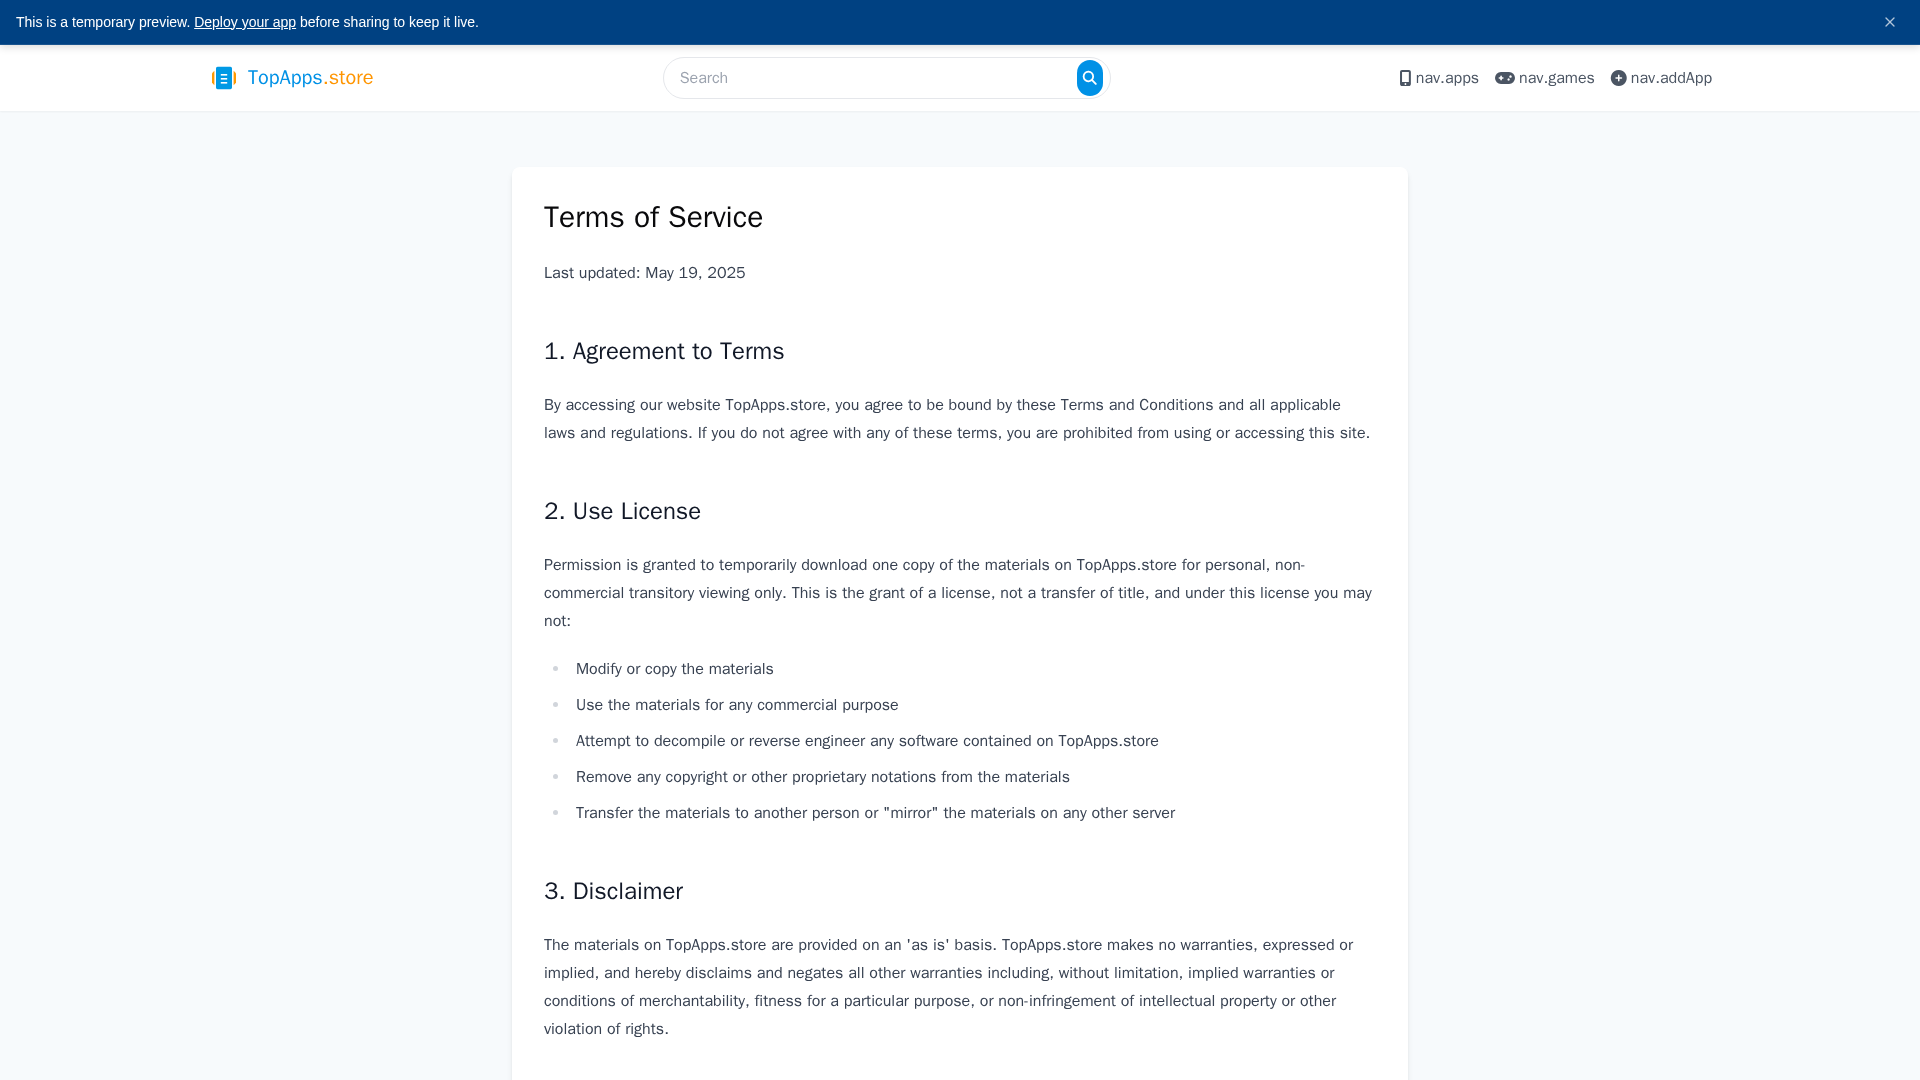 This is a temporary preview. Deploy your app before sharing to keep it live.
TopApps.store
Search
nav.apps
nav.games
nav.addApp
Terms of Service
Last updated: May 19, 2025
1. Agreement to Terms
By accessing our website TopApps.store, you agree to be bound by these Terms and Conditions and all applicable
laws and regulations. If you do not agree with any of these terms, you are prohibited from using or accessing this site.
2. Use License
Permission is granted to temporarily download one copy of the materials on TopApps.store for personal, non-
commercial transitory viewing only. This is the grant of a license, not a transfer of title, and under this license you may
not:
Modify or copy the materials
Use the materials for any commercial purpose
Attempt to decompile or reverse engineer any software contained on TopApps.store
Remove any copyright or other proprietary notations from the materials
Transfer the materials to another person or "mirror" the materials on any other server
3. Disclaimer
The materials on TopApps.store are provided on an 'as is' basis. TopApps.store makes no warranties, expressed or
implied, and hereby disclaims and negates all other warranties including, without limitation, implied warranties or
conditions of merchantability, fitness for a particular purpose, or non-infringement of intellectual property or other
violation of rights.